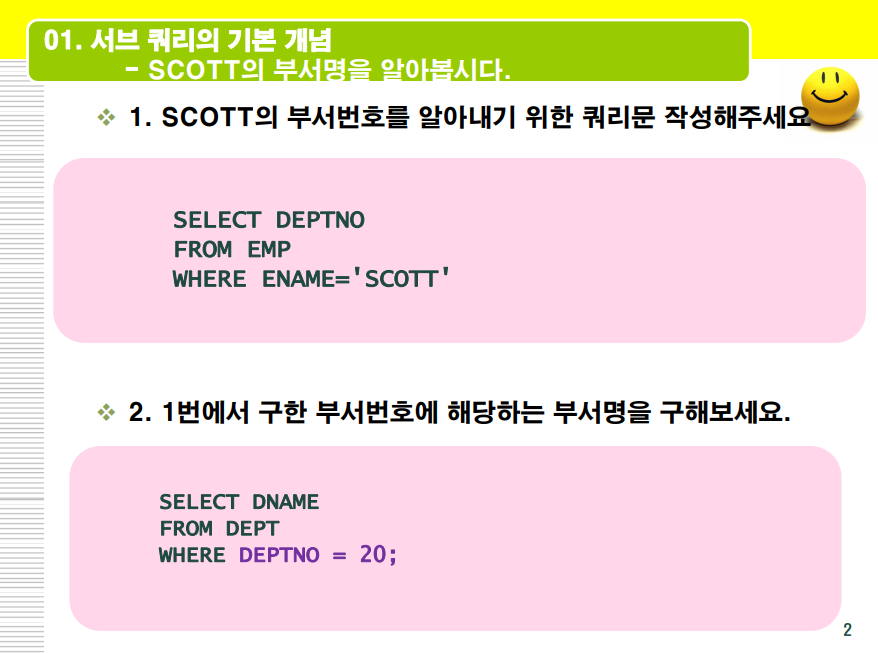 01. 서브 쿼리의 기본 개념
- SCOTT의 부서명을 알아봅시다.
❖ 1. SCOTT의 부서번호를 알아내기 위한 쿼리문 작성해주세요
SELECT DEPTNO
FROM EMP
WHERE ENAME='SCOTT'
❖ 2. 1번에서 구한 부서번호에 해당하는 부서명을 구해보세요.
SELECT DNAME
FROM DEPT
WHERE DEPTNO = 20;
2